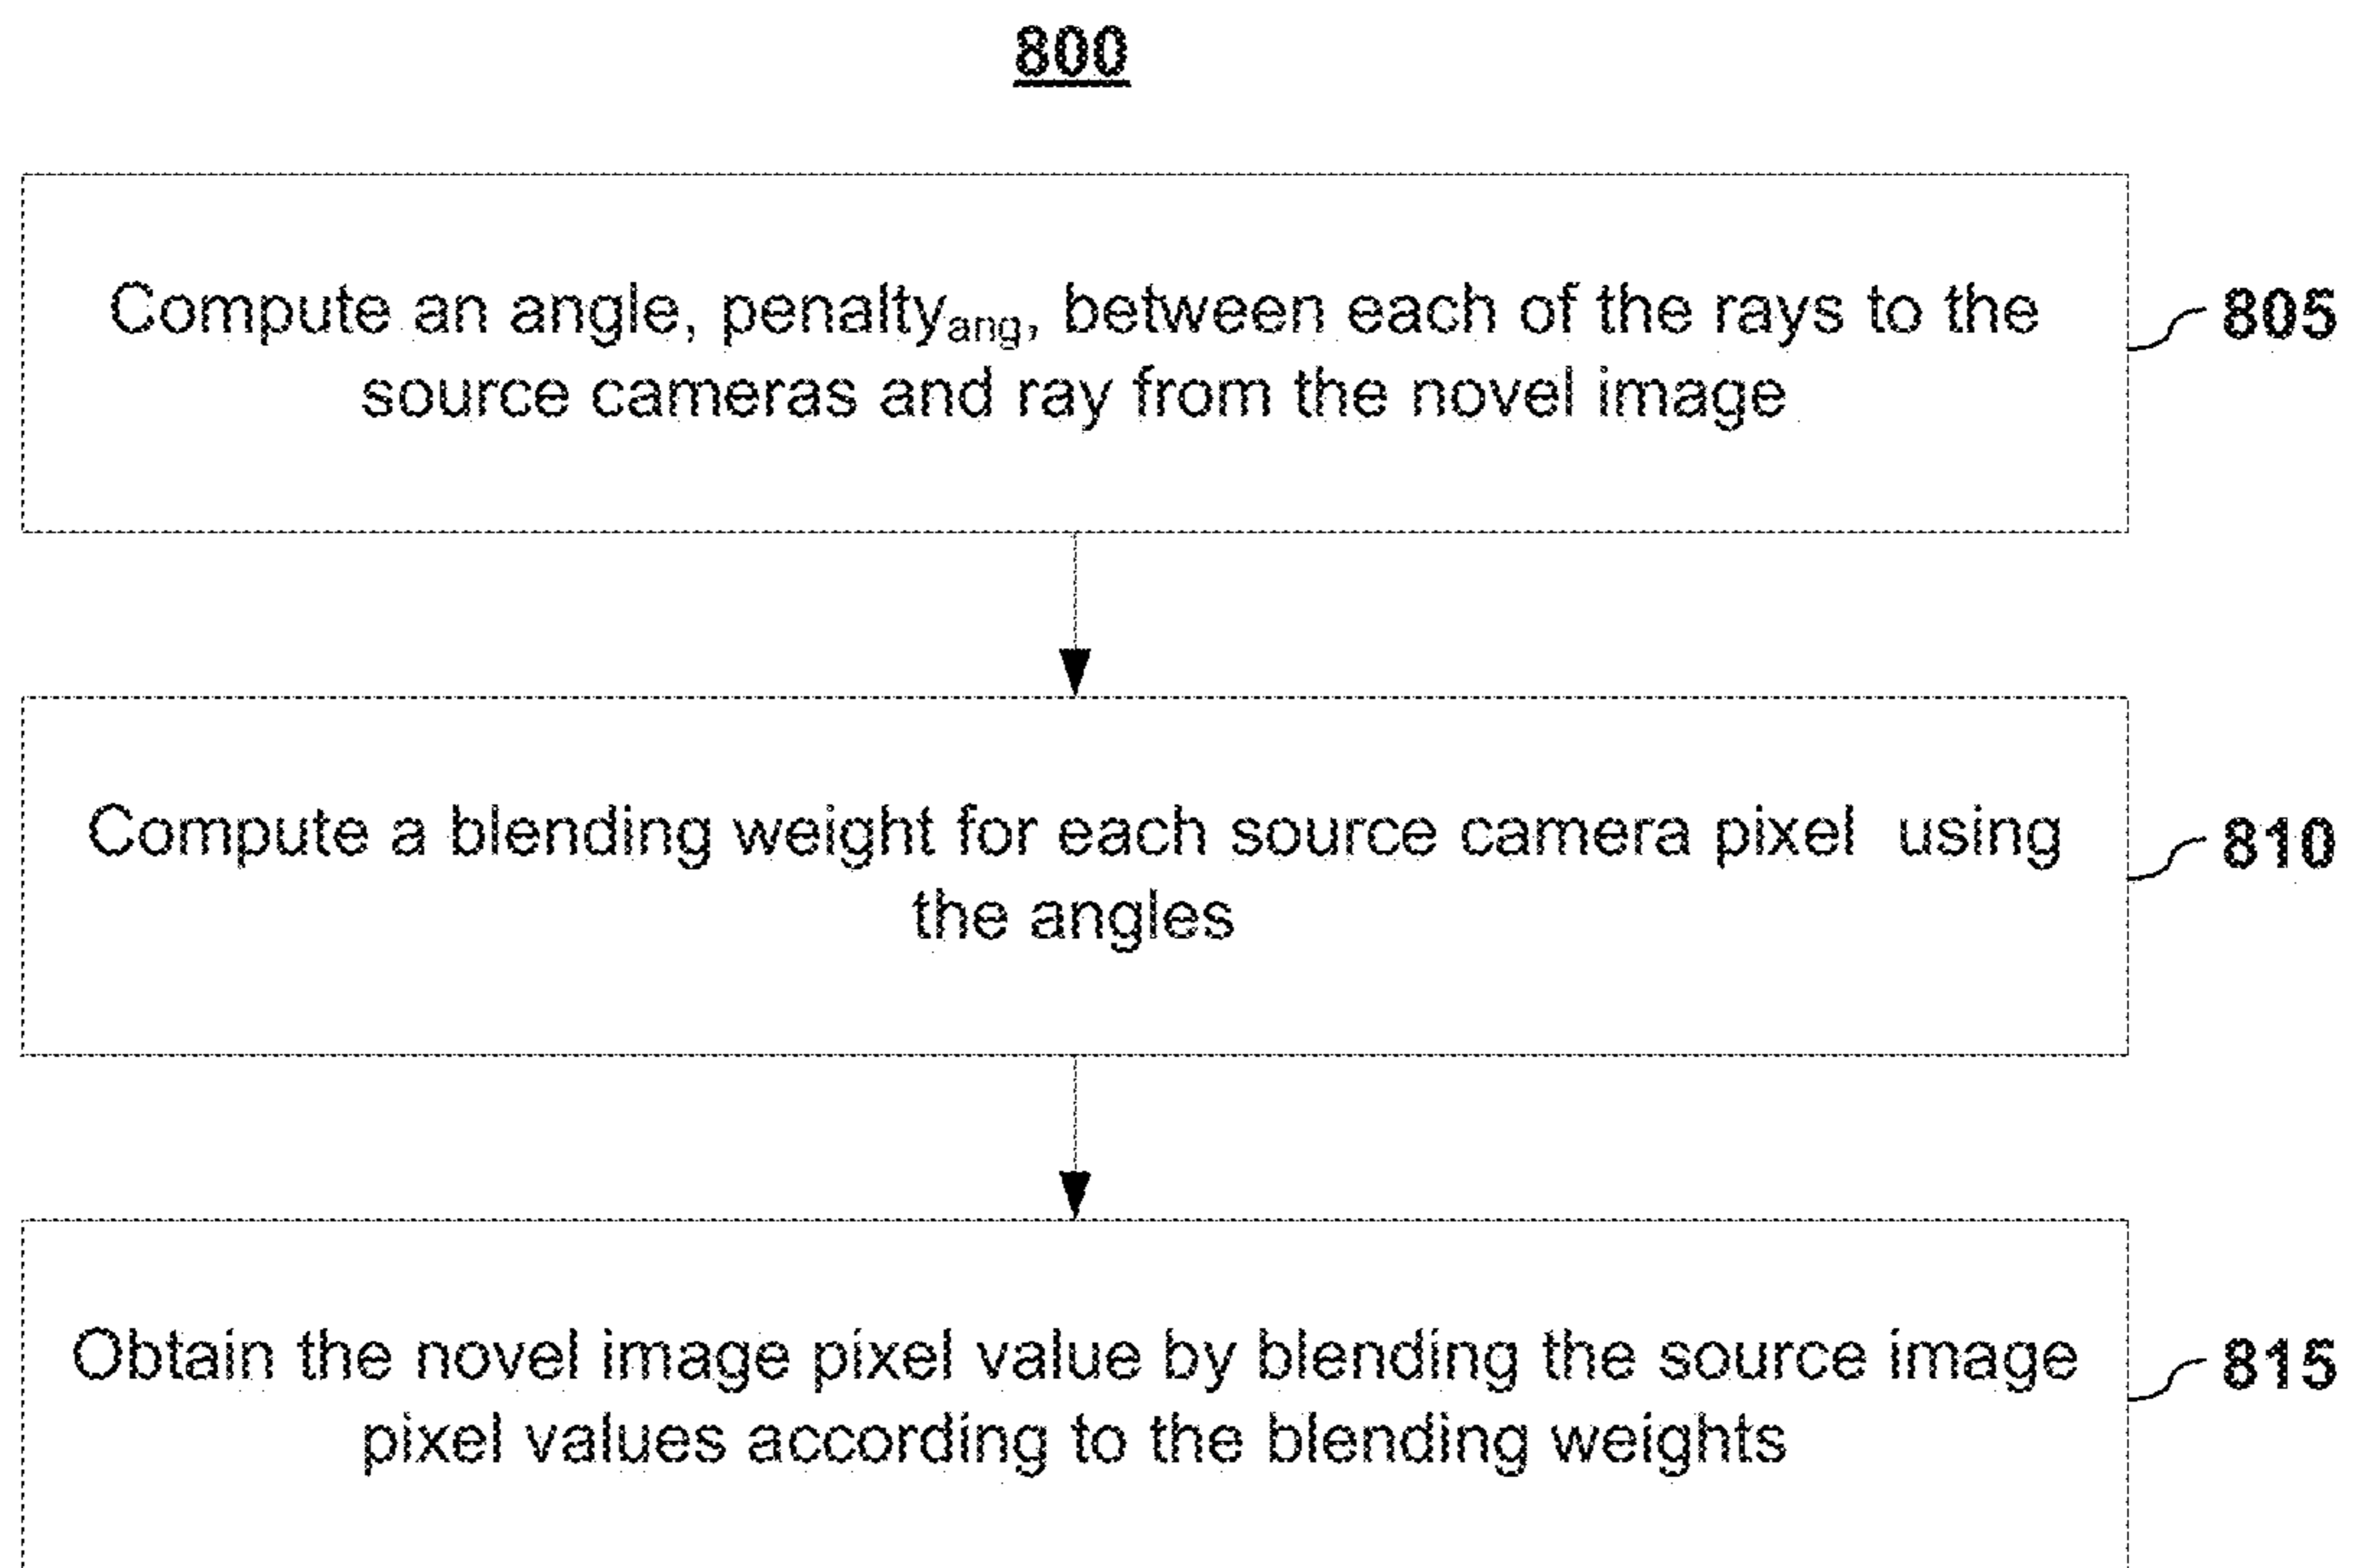 800
Compute an angle, penaltyang, between each of the rays to the
source cameras and ray from the novel image
805
Compute a blending weight for each source camera pixel using
the angles
810
Obtain the novel image pixel value by blending the source image
pixel values according to the blending weights
815